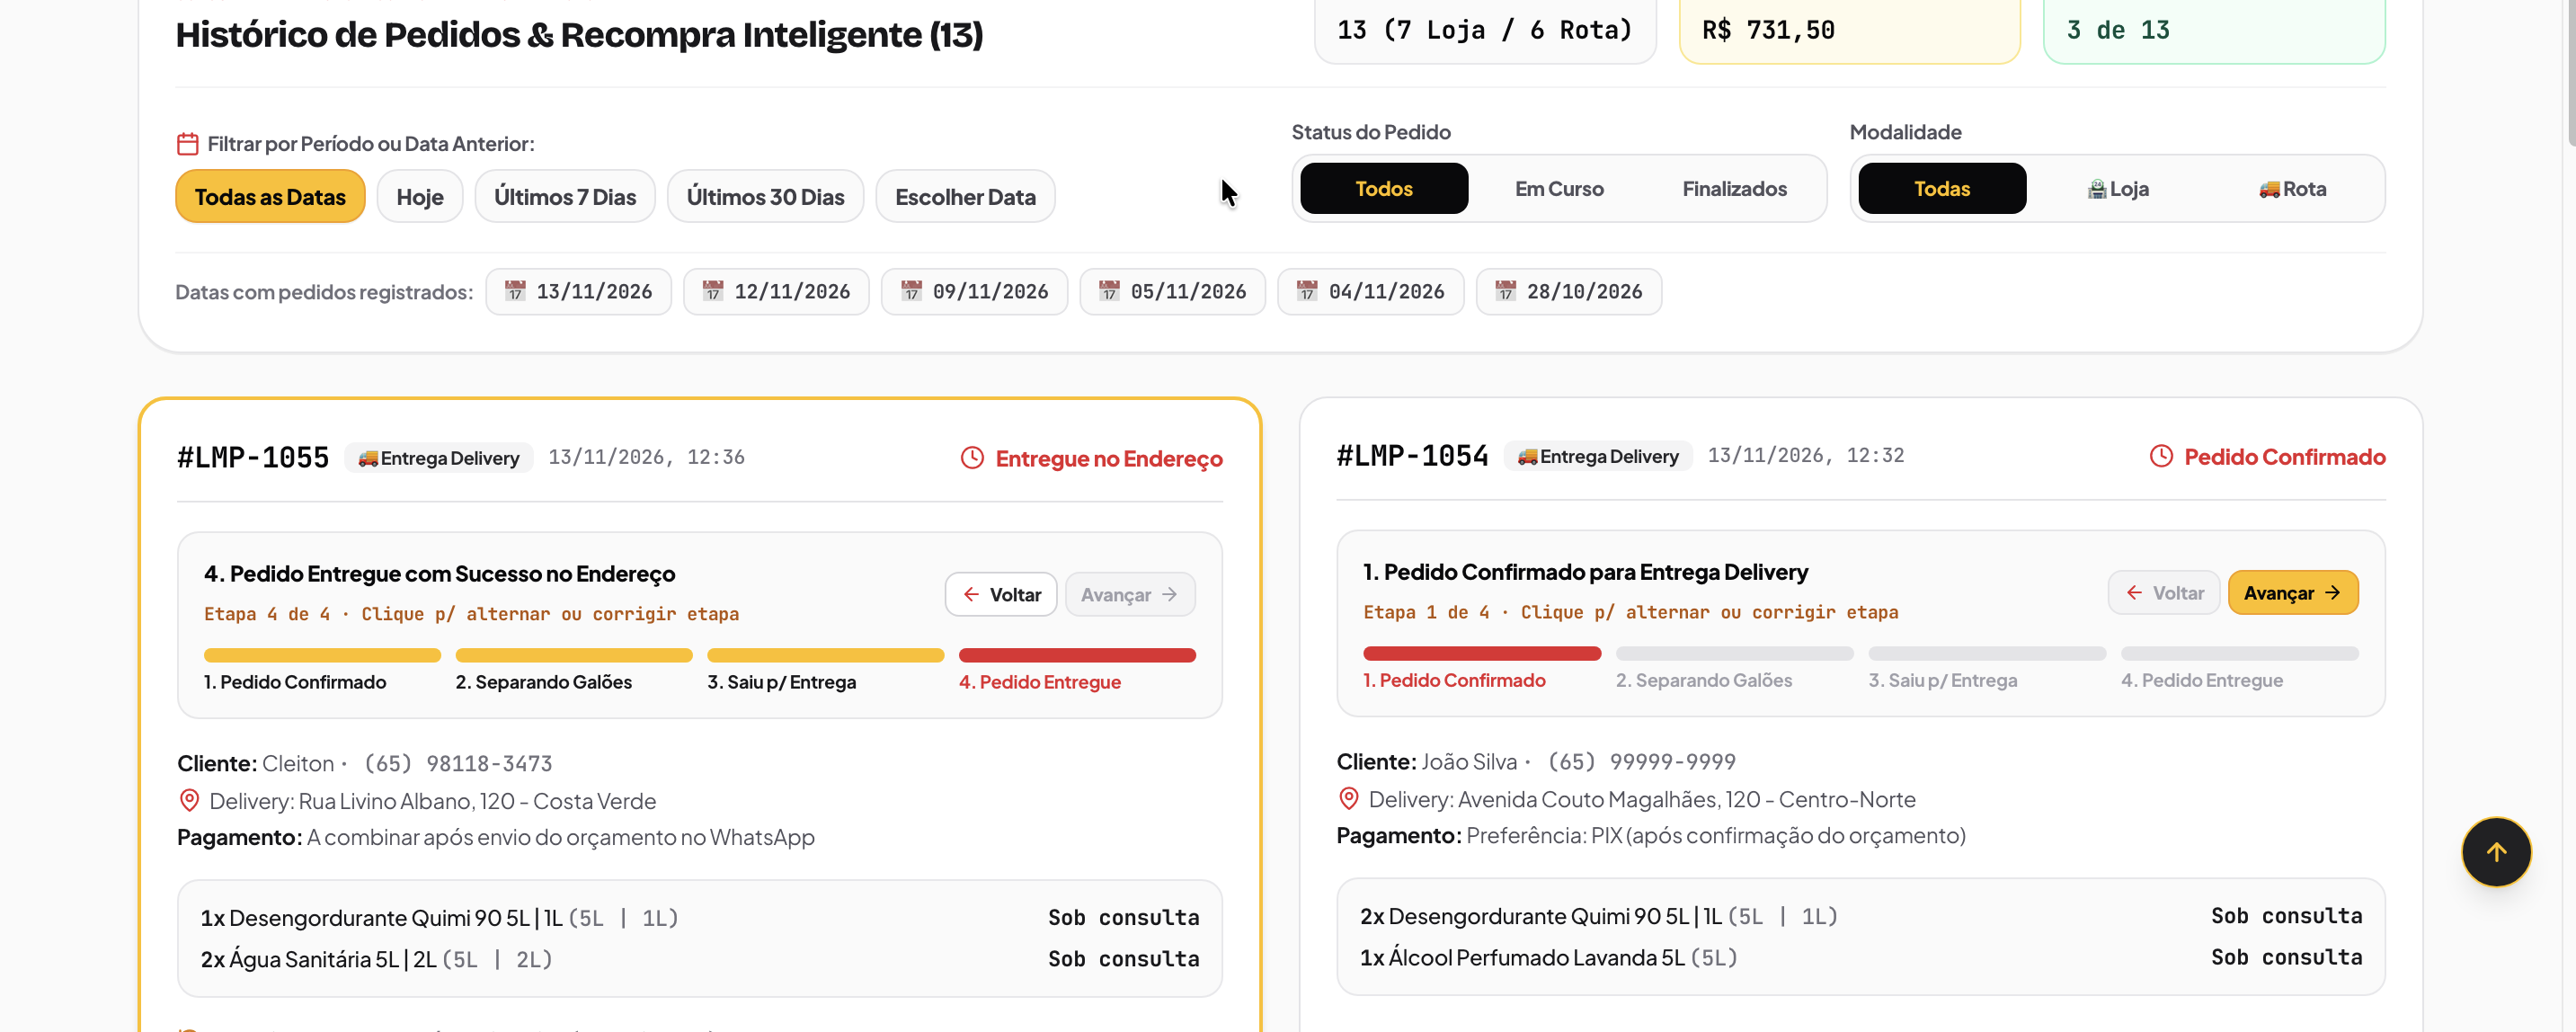 Histórico de Pedidos & Recompra Inteligente (13)
13 (7 Loja / 6 Rota)
R$ 731,50
3 de 13
Filtrar por Período ou Data Anterior:
Todas as Datas
Hoje
Últimos 7 Dias
Últimos 30 Dias
Escolher Data
Status do Pedido
Todos
Em Curso
Finalizados
Modalidade
Todas
Loja
Rota
Datas com pedidos registrados:
13/11/2026
12/11/2026
09/11/2026
05/11/2026
04/11/2026
28/10/2026
#LMP-1055
Entrega Delivery
13/11/2026, 12:36
Entregue no Endereço
4. Pedido Entregue com Sucesso no Endereço
Etapa 4 de 4 · Clique p/ alternar ou corrigir etapa
← Voltar
Avançar →
1. Pedido Confirmado
2. Separando Galões
3. Saiu p/ Entrega
4. Pedido Entregue
Cliente: Cleiton · (65) 98118-3473
Delivery: Rua Livino Albano, 120 - Costa Verde
Pagamento: A combinar após envio do orçamento no WhatsApp
1x Desengordurante Quimi 90 5L | 1L (5L | 1L)
Sob consulta
2x Água Sanitária 5L | 2L (5L | 2L)
Sob consulta
#LMP-1054
Entrega Delivery
13/11/2026, 12:32
Pedido Confirmado
1. Pedido Confirmado para Entrega Delivery
Etapa 1 de 4 · Clique p/ alternar ou corrigir etapa
← Voltar
Avançar →
1. Pedido Confirmado
2. Separando Galões
3. Saiu p/ Entrega
4. Pedido Entregue
Cliente: João Silva · (65) 99999-9999
Delivery: Avenida Couto Magalhães, 120 - Centro-Norte
Pagamento: Preferência: PIX (após confirmação do orçamento)
2x Desengordurante Quimi 90 5L | 1L (5L | 1L)
Sob consulta
1x Álcool Perfumado Lavanda 5L (5L)
Sob consulta